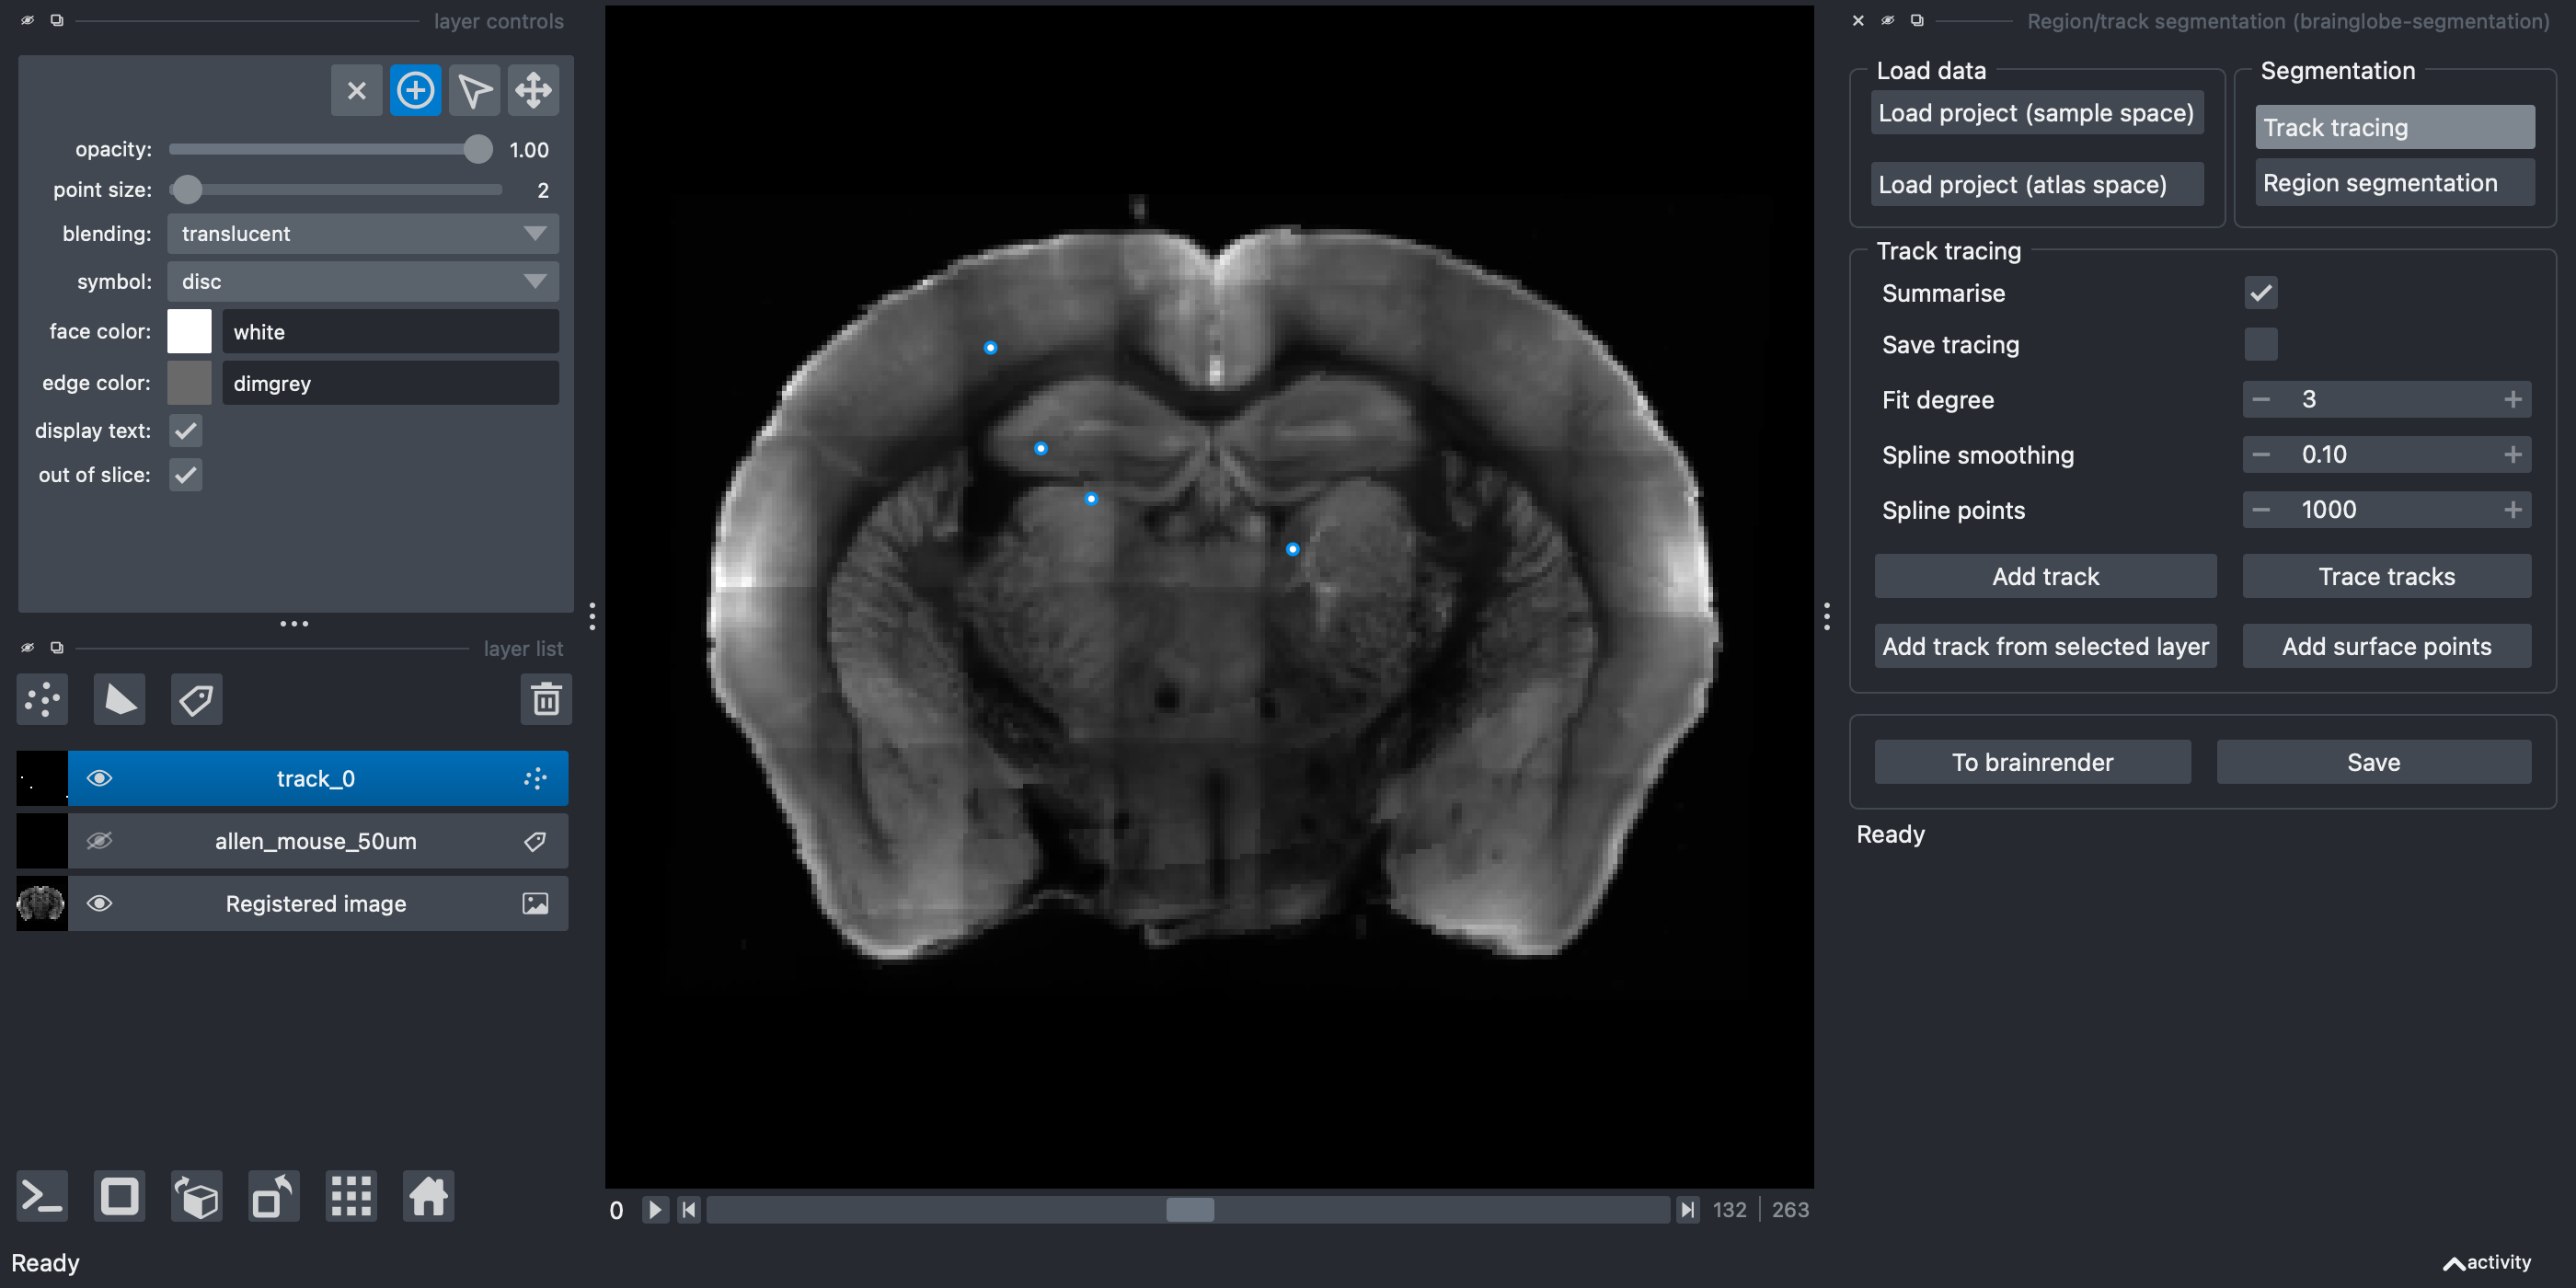 layer controls
opacity: 1.00
point size: 2
blending: translucent
symbol: disc
face color: white
edge color: dimgrey
display text:
out of slice:
layer list
track_0
allen_mouse_50um
Registered image
Ready
0 132 263
Region/track segmentation (brainglobe-segmentation)
Load data
Load project (sample space)
Load project (atlas space)
Segmentation
Track tracing
Region segmentation
Track tracing
Summarise
Save tracing
Fit degree 3
Spline smoothing 0.10
Spline points 1000
Add track Trace tracks
Add track from selected layer Add surface points
To brainrender Save
Ready
activity